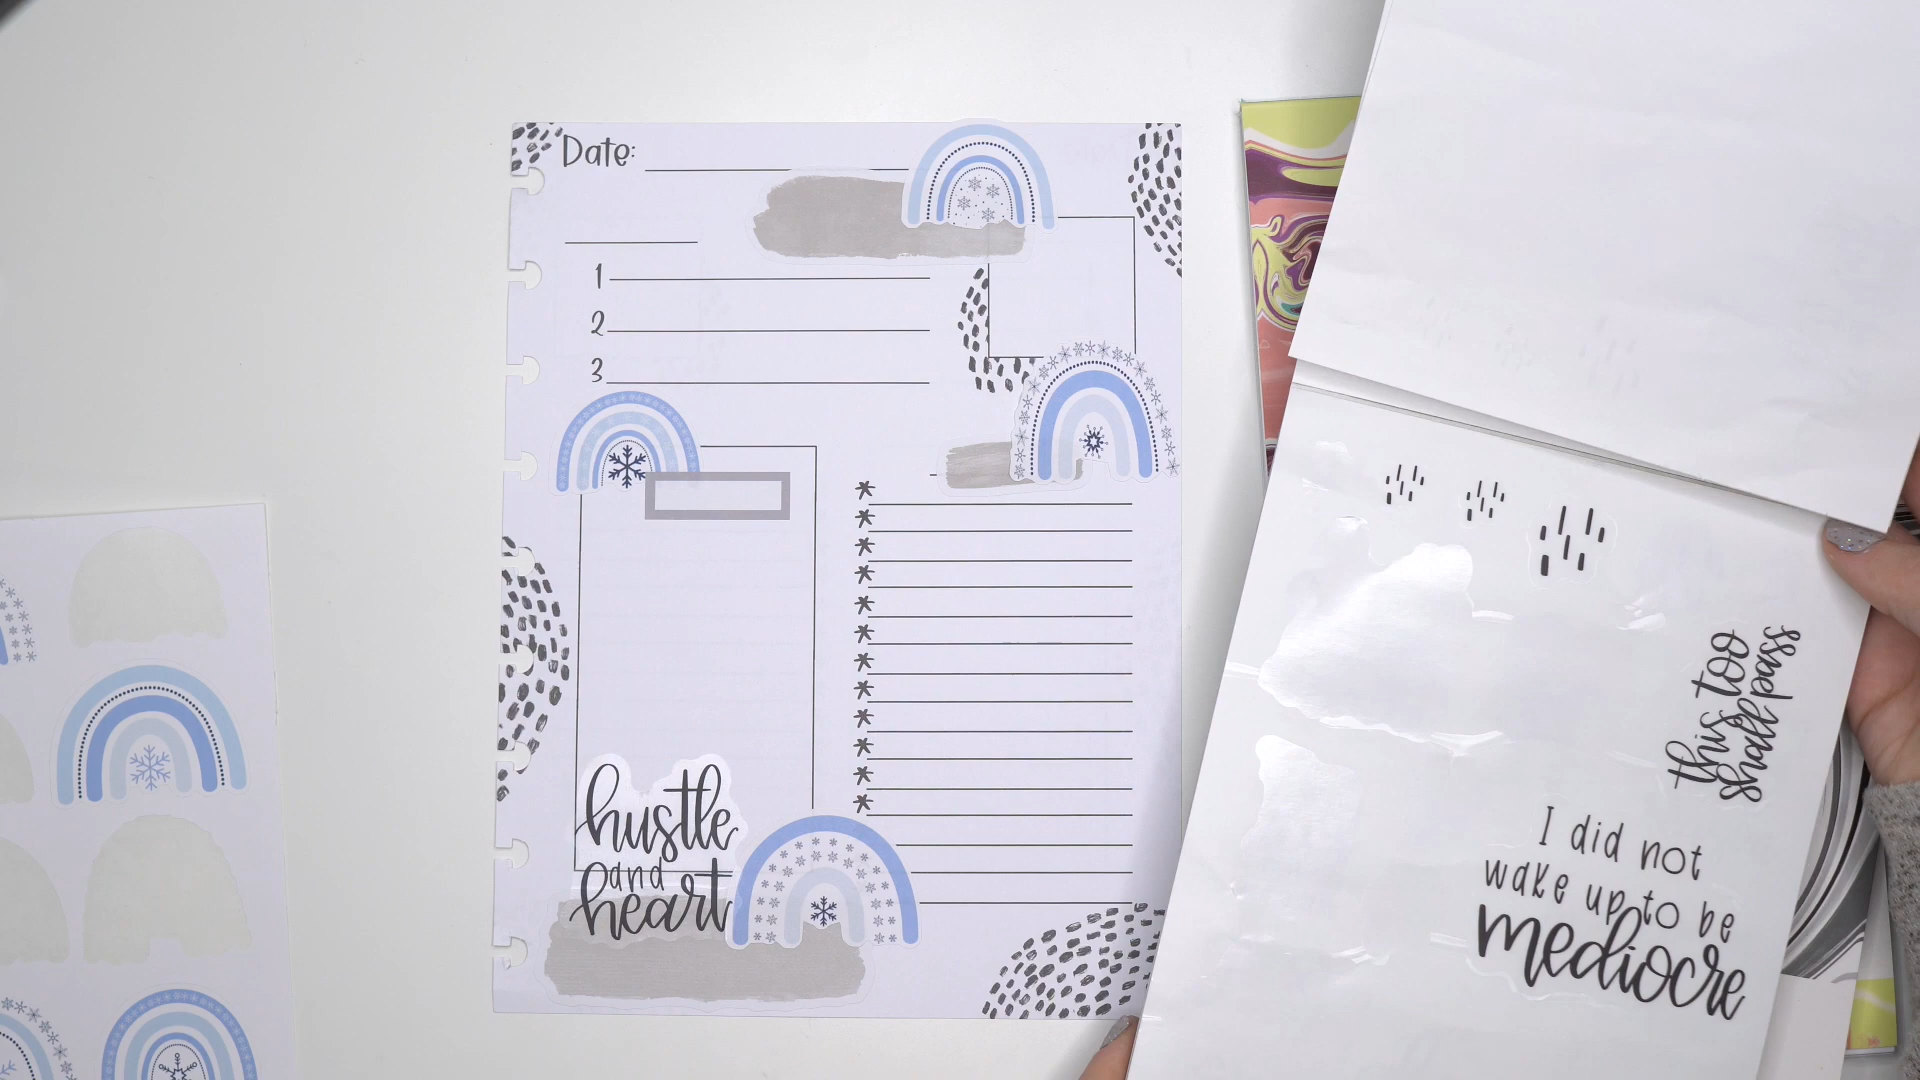 Date:
1
2
3
hustle
and
heart
this too
shall pass
I did not
wake up to be
mediocre